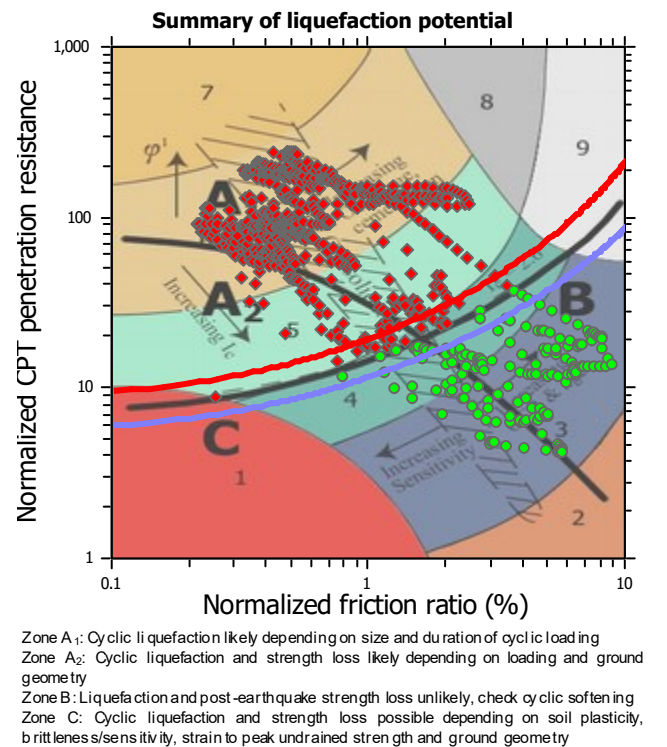 Summary of liquefaction potential
Normalized CPT penetration resistance
1,000
100
10
1
7
8
9
φ'
A
A2
B
C
5
4
3
2
1
Increasing Ic
Increasing
Sensitivity
0.1
1
10
Normalized friction ratio (%)
Zone A1: Cyclic liquefaction likely depending on size and duration of cyclic loading
Zone A2: Cyclic liquefaction and strength loss likely depending on loading and ground
geometry
Zone B: Liquefaction and post-earthquake strength loss unlikely, check cyclic softening
Zone C: Cyclic liquefaction and strength loss possible depending on soil plasticity,
brittleness/sensitivity, strain to peak undrained strength and ground geometry